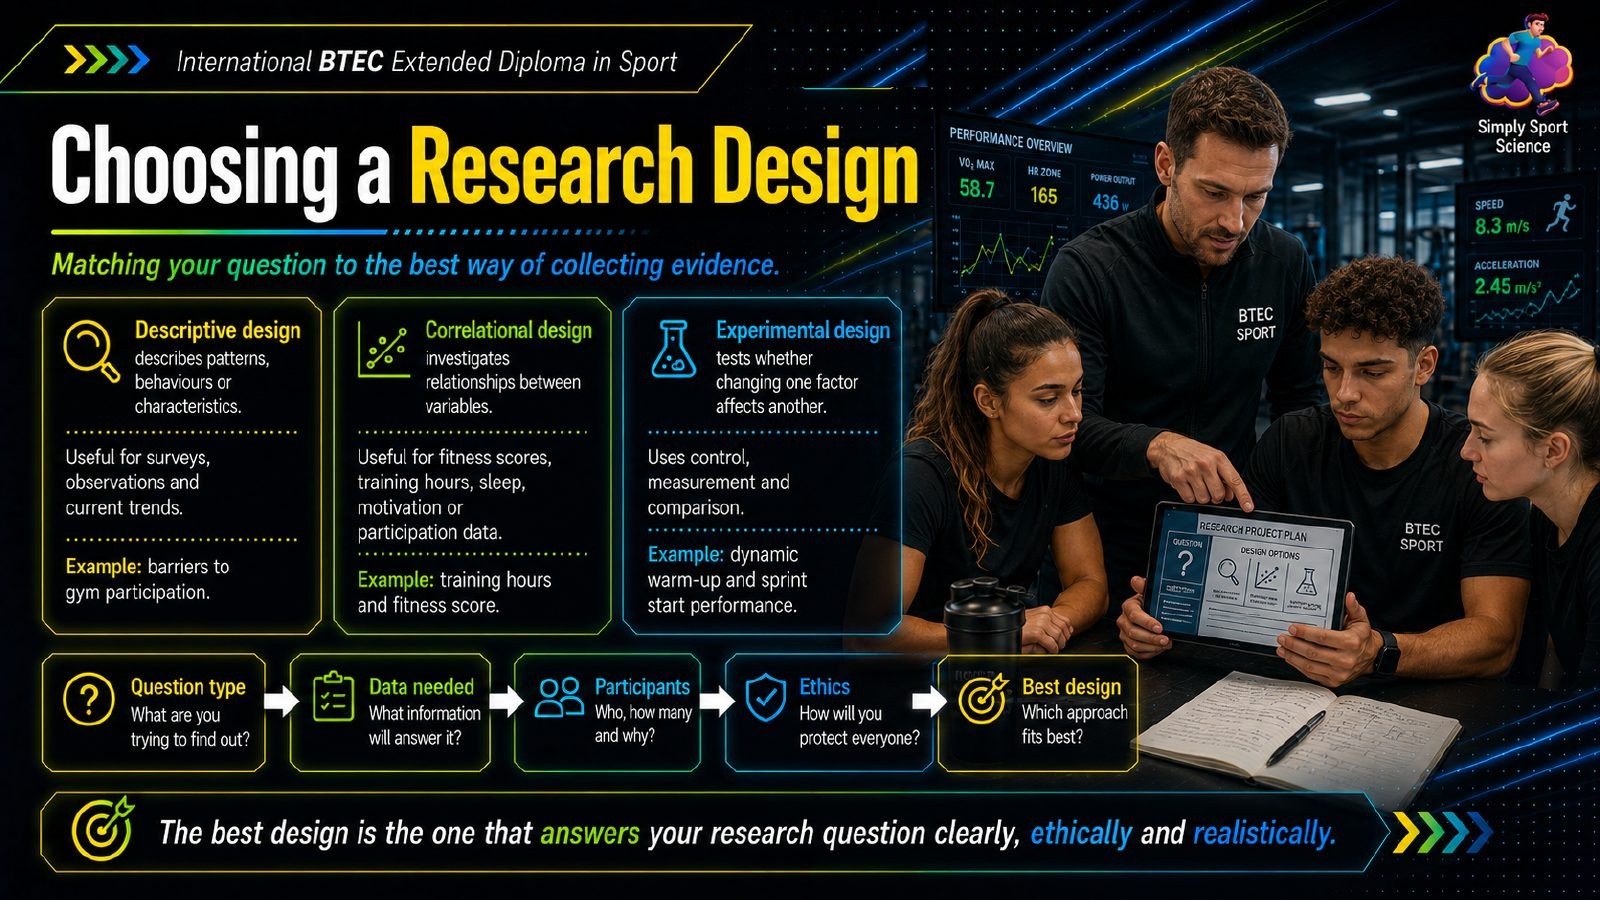 International BTEC Extended Diploma in Sport
Simply Sport
Science
Choosing a Research Design
Matching your question to the best way of collecting evidence.
PERFORMANCE OVERVIEW
VO₂ MAX
58.7
HR ZONE
165
POWER OUTPUT
436 W
SPEED
8.3 m/s
ACCELERATION
2.45 m/s²
BTEC
SPORT
BTEC
SPORT
Descriptive design
describes patterns,
behaviours or
characteristics.
Useful for surveys,
observations and
current trends.
Example: barriers to
gym participation.
Correlational design
investigates
relationships between
variables.
Useful for fitness scores,
training hours, sleep,
motivation or
participation data.
Example: training hours
and fitness score.
Experimental design
tests whether
changing one factor
affects another.
Uses control,
measurement and
comparison.
Example: dynamic
warm-up and sprint
start performance.
RESEARCH PROJECT PLAN
QUESTION
?
DESIGN OPTIONS
Question type
What are you
trying to find out?
Data needed
What information
will answer it?
Participants
Who, how many
and why?
Ethics
How will you
protect everyone?
Best design
Which approach
fits best?
The best design is the one that answers your research question clearly, ethically and realistically.